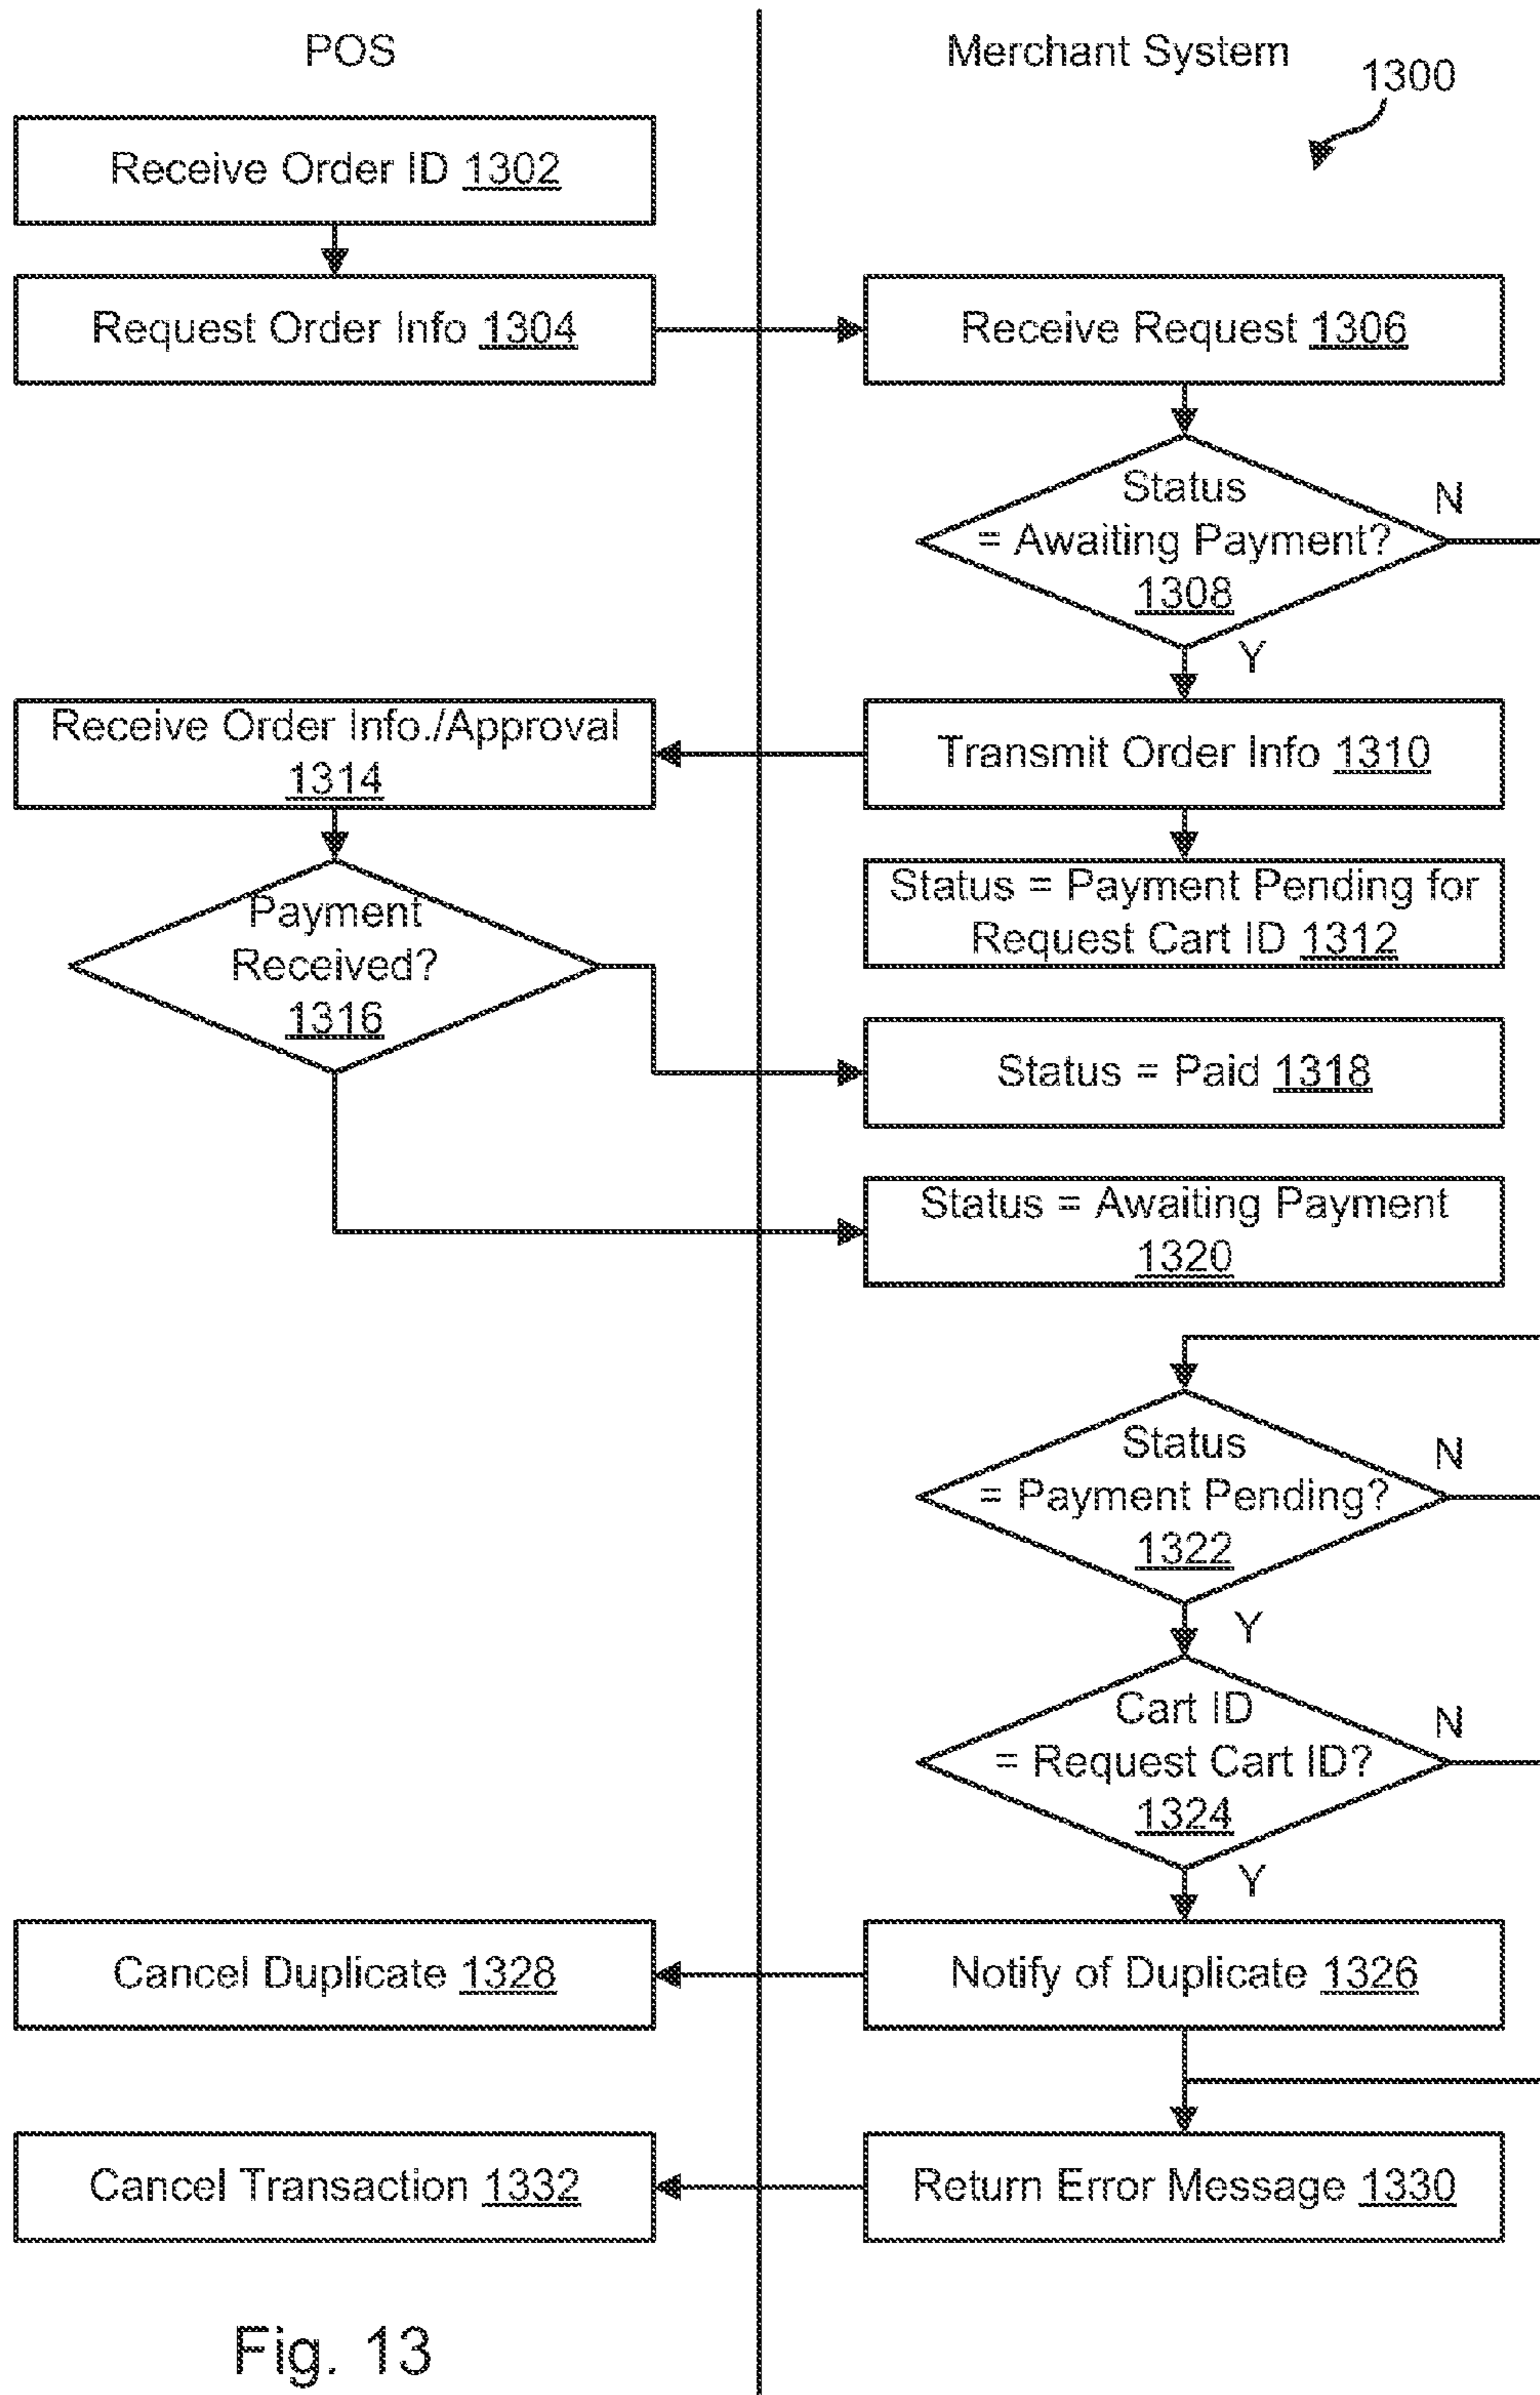 POS
Merchant System
1300
Receive Order ID 1302
Request Order Info 1304
Receive Request 1306
Status
= Awaiting Payment?
1308
N
Y
Receive Order Info./Approval
1314
Transmit Order Info 1310
Payment
Received?
1316
Status = Payment Pending for
Request Cart ID 1312
Status = Paid 1318
Status = Awaiting Payment
1320
Status
= Payment Pending?
1322
N
Y
Cart ID
= Request Cart ID?
1324
N
Y
Cancel Duplicate 1328
Notify of Duplicate 1326
Cancel Transaction 1332
Return Error Message 1330
Fig. 13